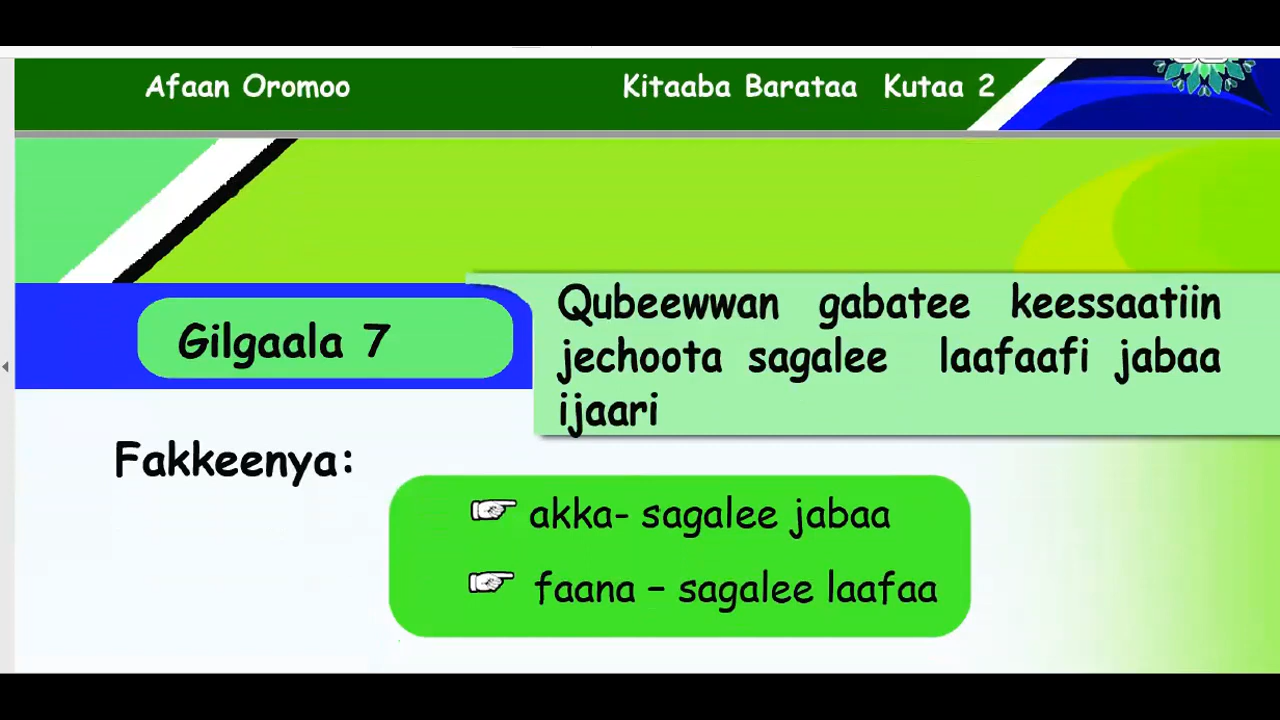 Afaan Oromoo Kitaaba Barataa Kutaa 2
Gilgaala 7
Qubeewwan gabatee keessaatiin
jechoota sagalee laafaafi jabaa
ijaari
Fakkeenya:
akka- sagalee jabaa
faana – sagalee laafaa